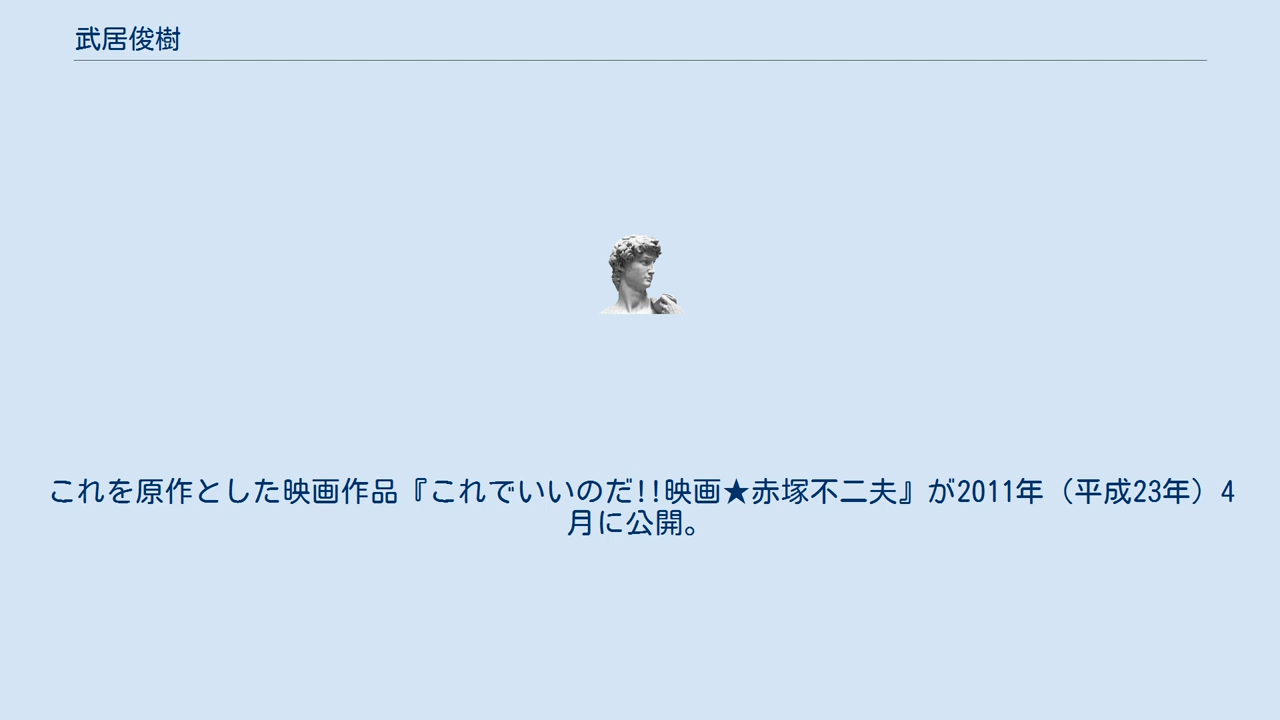 武居俊樹
これを原作とした映画作品『これでいいのだ!!映画★赤塚不二夫』が2011年（平成23年）4
月に公開。